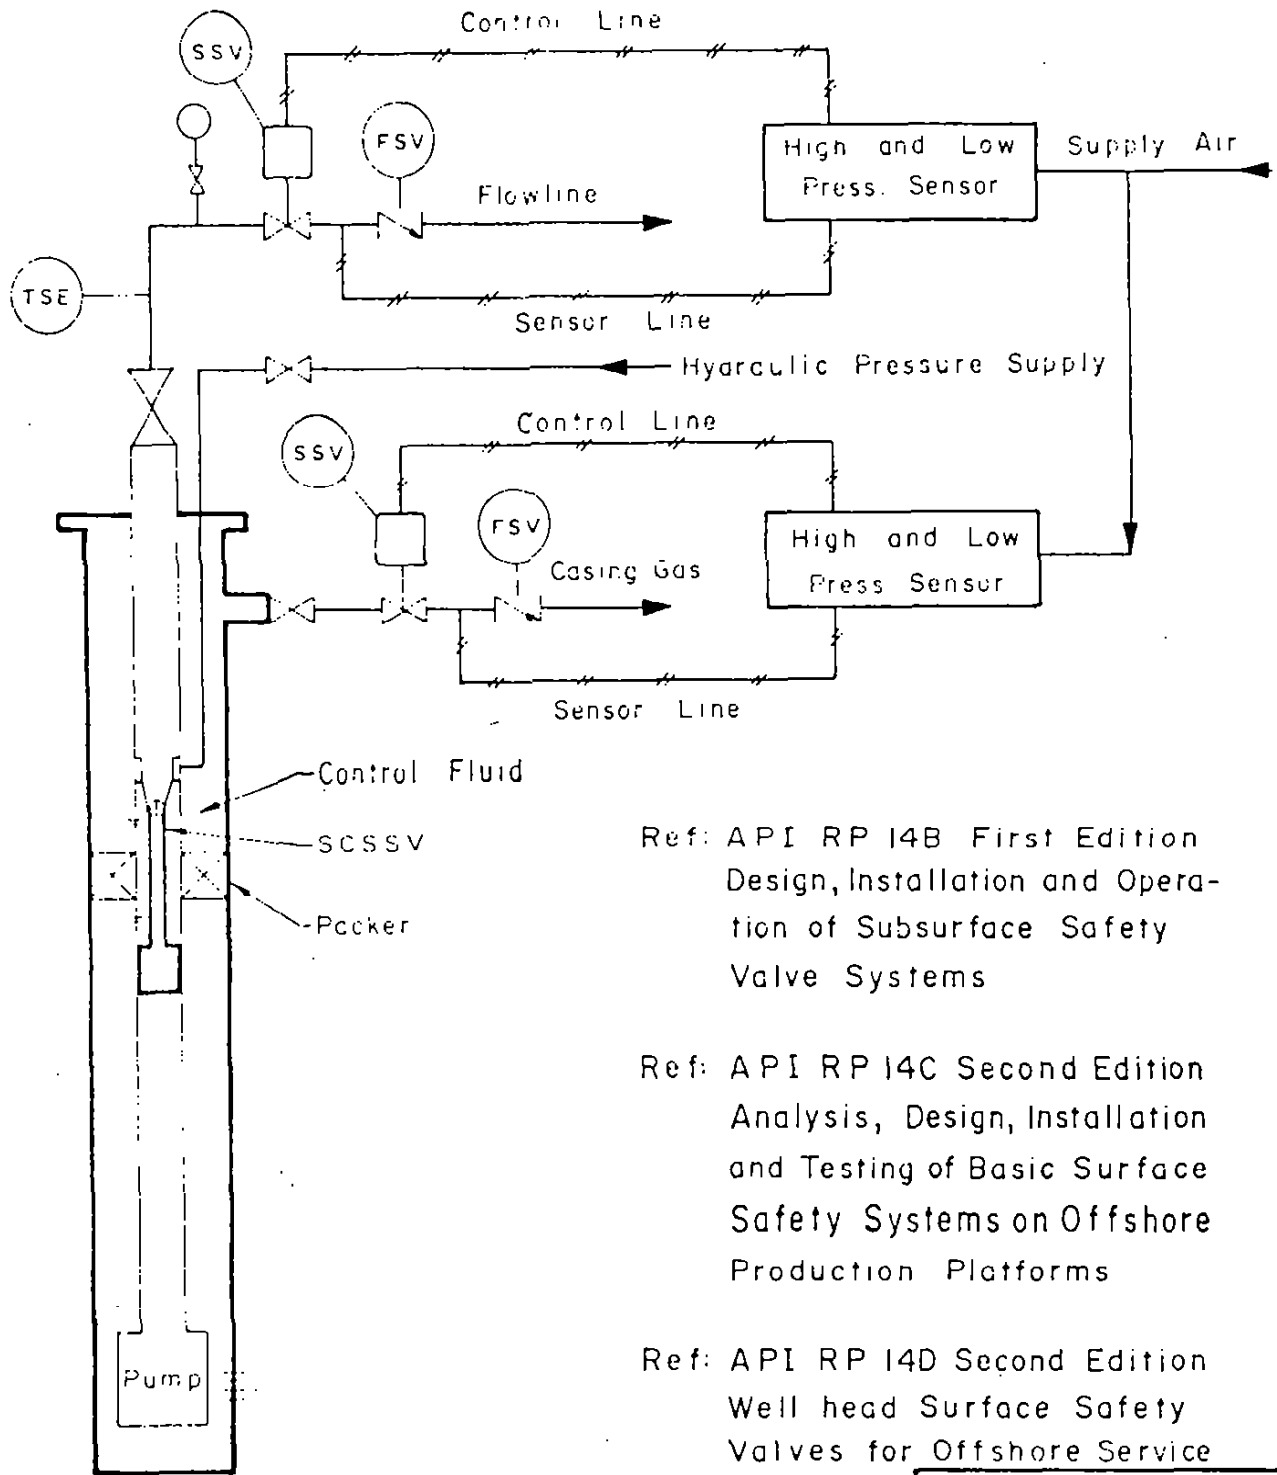 Control Line
SSV
FSV
High and Low
Press. Sensor
Supply Air
Flowline
TSE
Sensor Line
Hyaraulic Pressure Supply
Control Line
SSV
FSV
High and Low
Press Sensor
Casing Gas
Sensor Line
Control Fluid
SCSSV
Packer
Pump
Ref: API RP 14B First Edition
Design, Installation and Opera-
tion of Subsurface Safety
Valve Systems
Ref: API RP 14C Second Edition
Analysis, Design, Installation
and Testing of Basic Surface
Safety Systems on Offshore
Production Platforms
Ref: API RP 14D Second Edition
Well head Surface Safety
Valves for Offshore Service